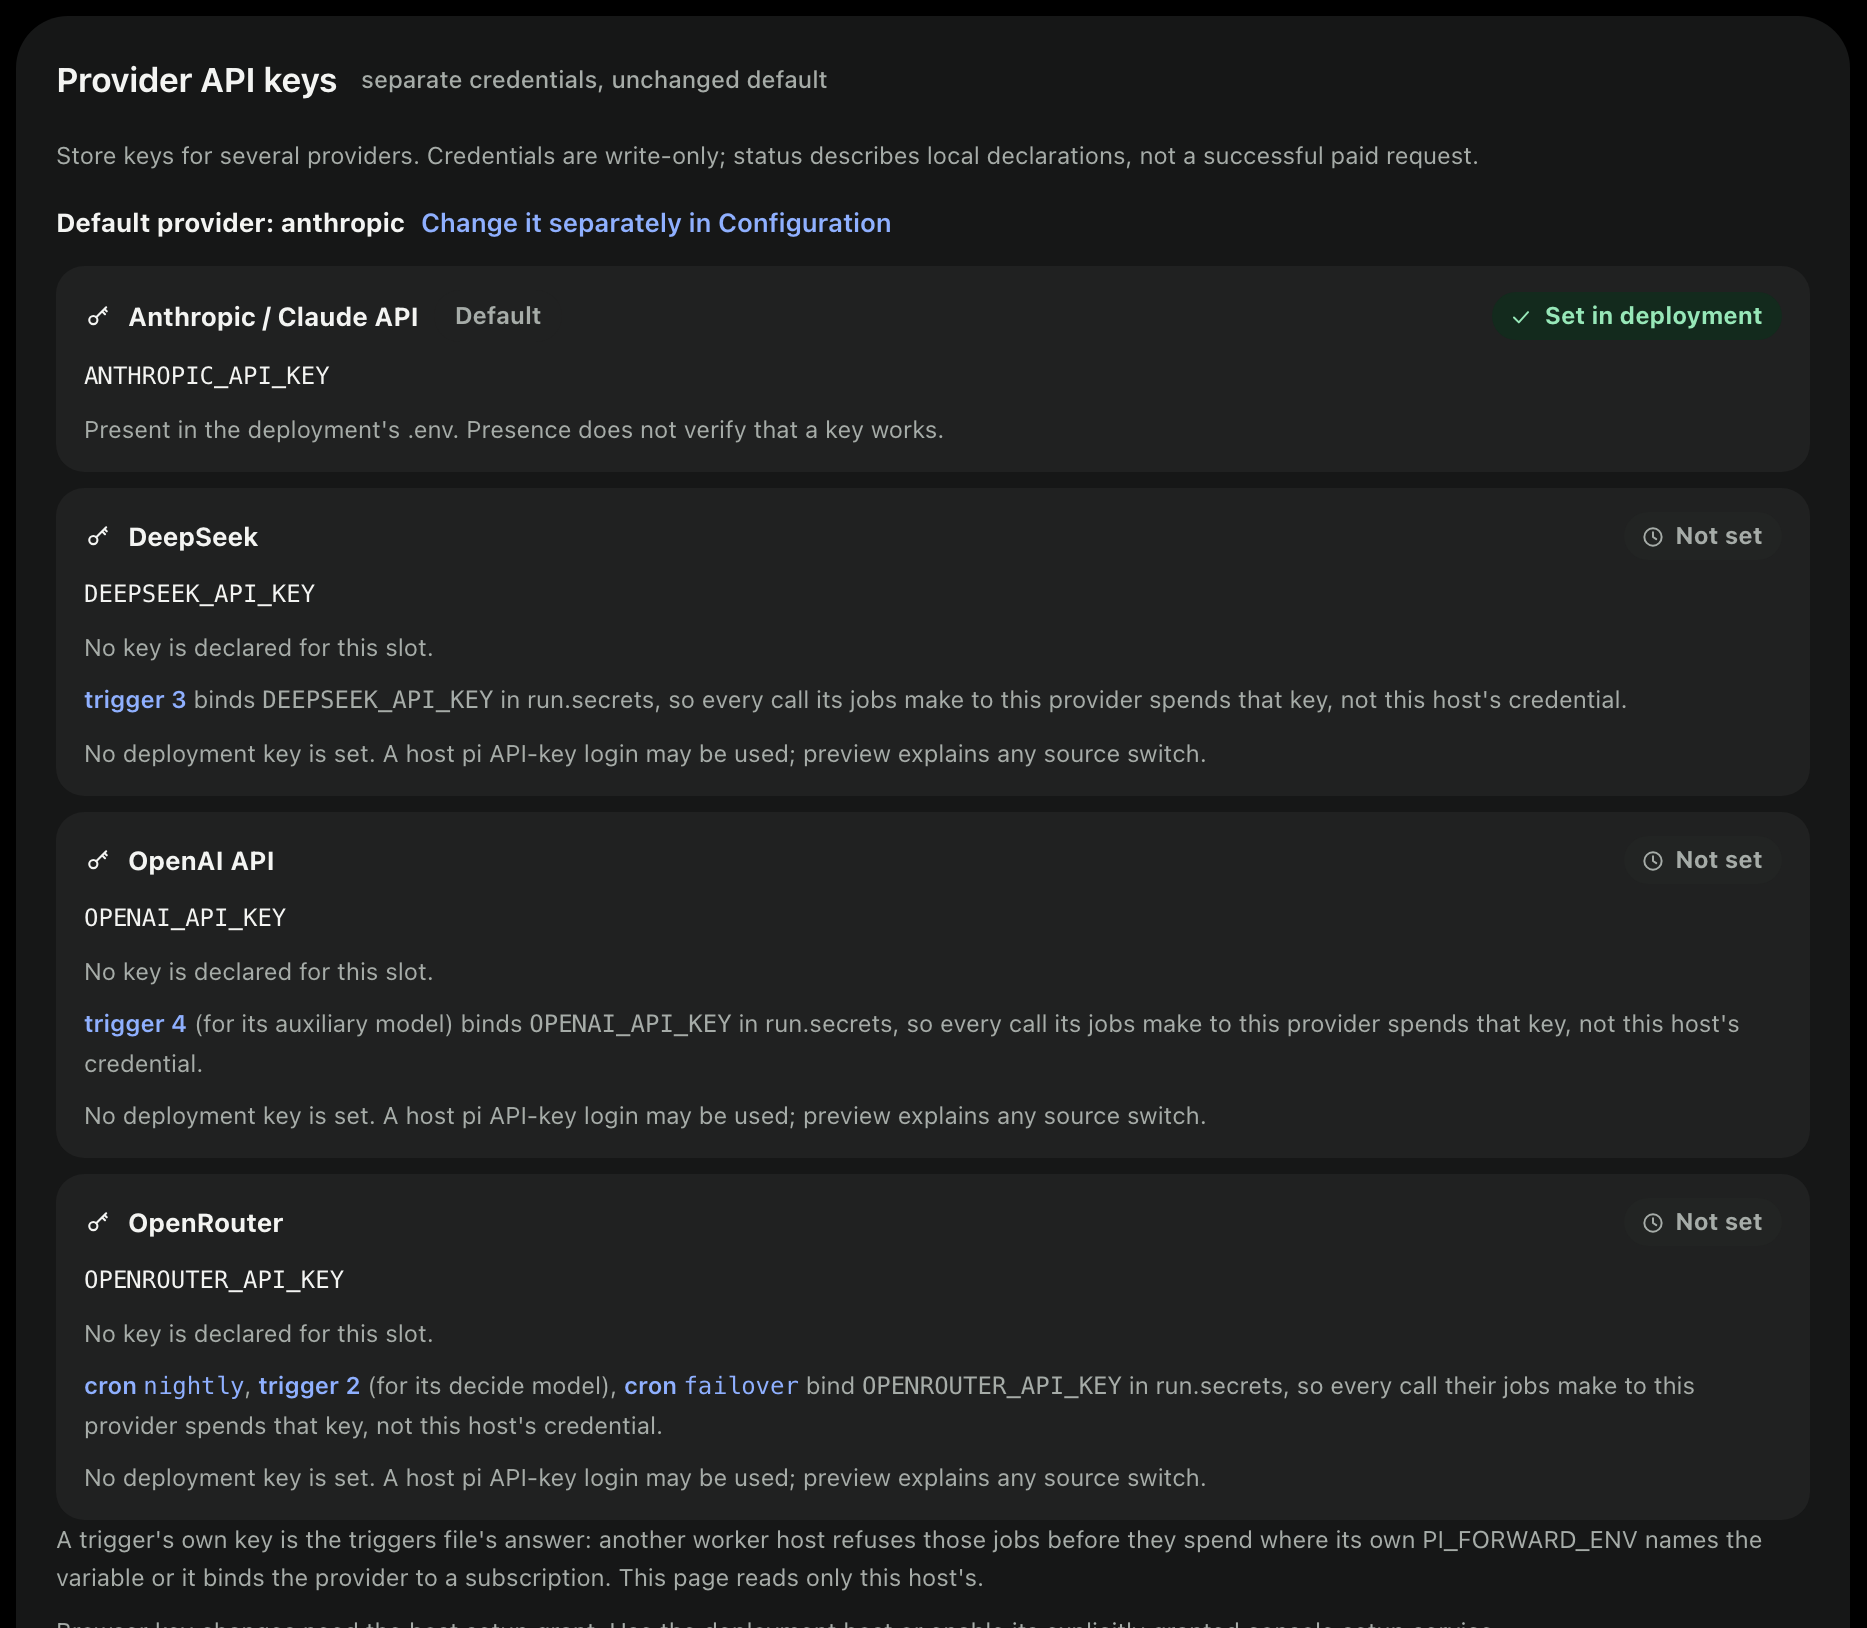 Provider API keys separate credentials, unchanged default
Store keys for several providers. Credentials are write-only; status describes local declarations, not a successful paid request.
Default provider: anthropic Change it separately in Configuration
Anthropic / Claude API Default Set in deployment
ANTHROPIC_API_KEY
Present in the deployment's .env. Presence does not verify that a key works.
DeepSeek Not set
DEEPSEEK_API_KEY
No key is declared for this slot.
trigger 3 binds DEEPSEEK_API_KEY in run.secrets, so every call its jobs make to this provider spends that key, not this host's credential.
No deployment key is set. A host pi API-key login may be used; preview explains any source switch.
OpenAI API Not set
OPENAI_API_KEY
No key is declared for this slot.
trigger 4 (for its auxiliary model) binds OPENAI_API_KEY in run.secrets, so every call its jobs make to this provider spends that key, not this host's
credential.
No deployment key is set. A host pi API-key login may be used; preview explains any source switch.
OpenRouter Not set
OPENROUTER_API_KEY
No key is declared for this slot.
cron nightly, trigger 2 (for its decide model), cron failover bind OPENROUTER_API_KEY in run.secrets, so every call their jobs make to this
provider spends that key, not this host's credential.
No deployment key is set. A host pi API-key login may be used; preview explains any source switch.
A trigger's own key is the triggers file's answer: another worker host refuses those jobs before they spend where its own PI_FORWARD_ENV names the
variable or it binds the provider to a subscription. This page reads only this host's.